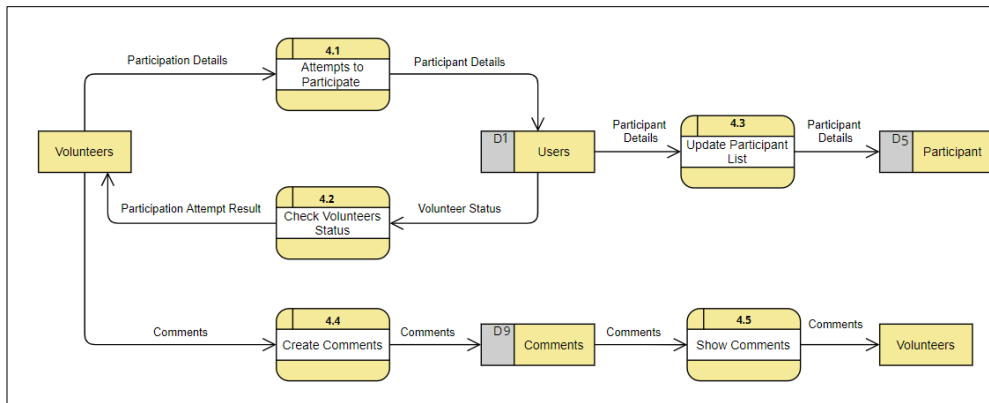 4.1
Participation Details
Attempts to
Participate
Participant Details
Volunteers
D1
Users
Participant
Details
4.3
Update Participant
List
Participant
Details
D5
Participant
4.2
Participation Attempt Result
Check Volunteers
Status
Volunteer Status
4.4
Comments
Create Comments
Comments
D9
Comments
Comments
4.5
Show Comments
Comments
Volunteers